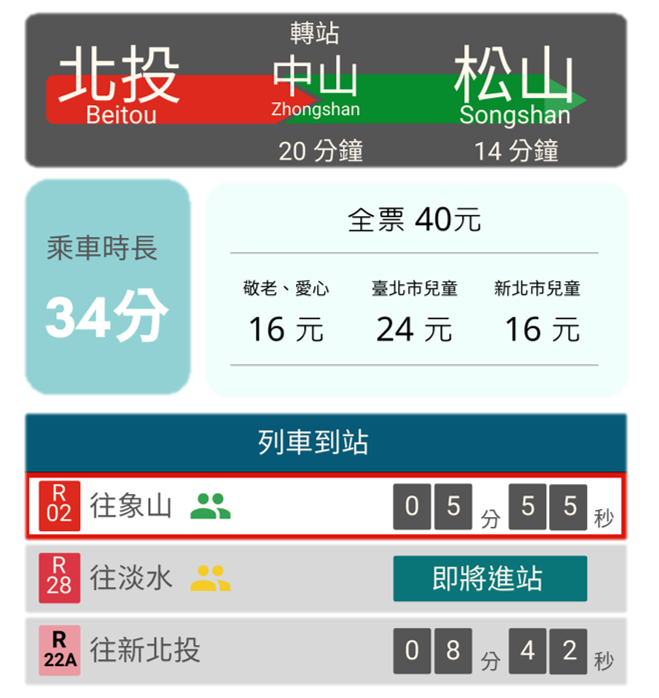 轉站
北投 中山 松山
Beitou Zhongshan Songshan
20 分鐘 14 分鐘
乘車時長
34分
全票 40元
敬老、愛心 臺北市兒童 新北市兒童
16 元 24 元 16 元
列車到站
R 02 往象山 05分55秒
R 28 往淡水 即將進站
R 22A 往新北投 08分42秒